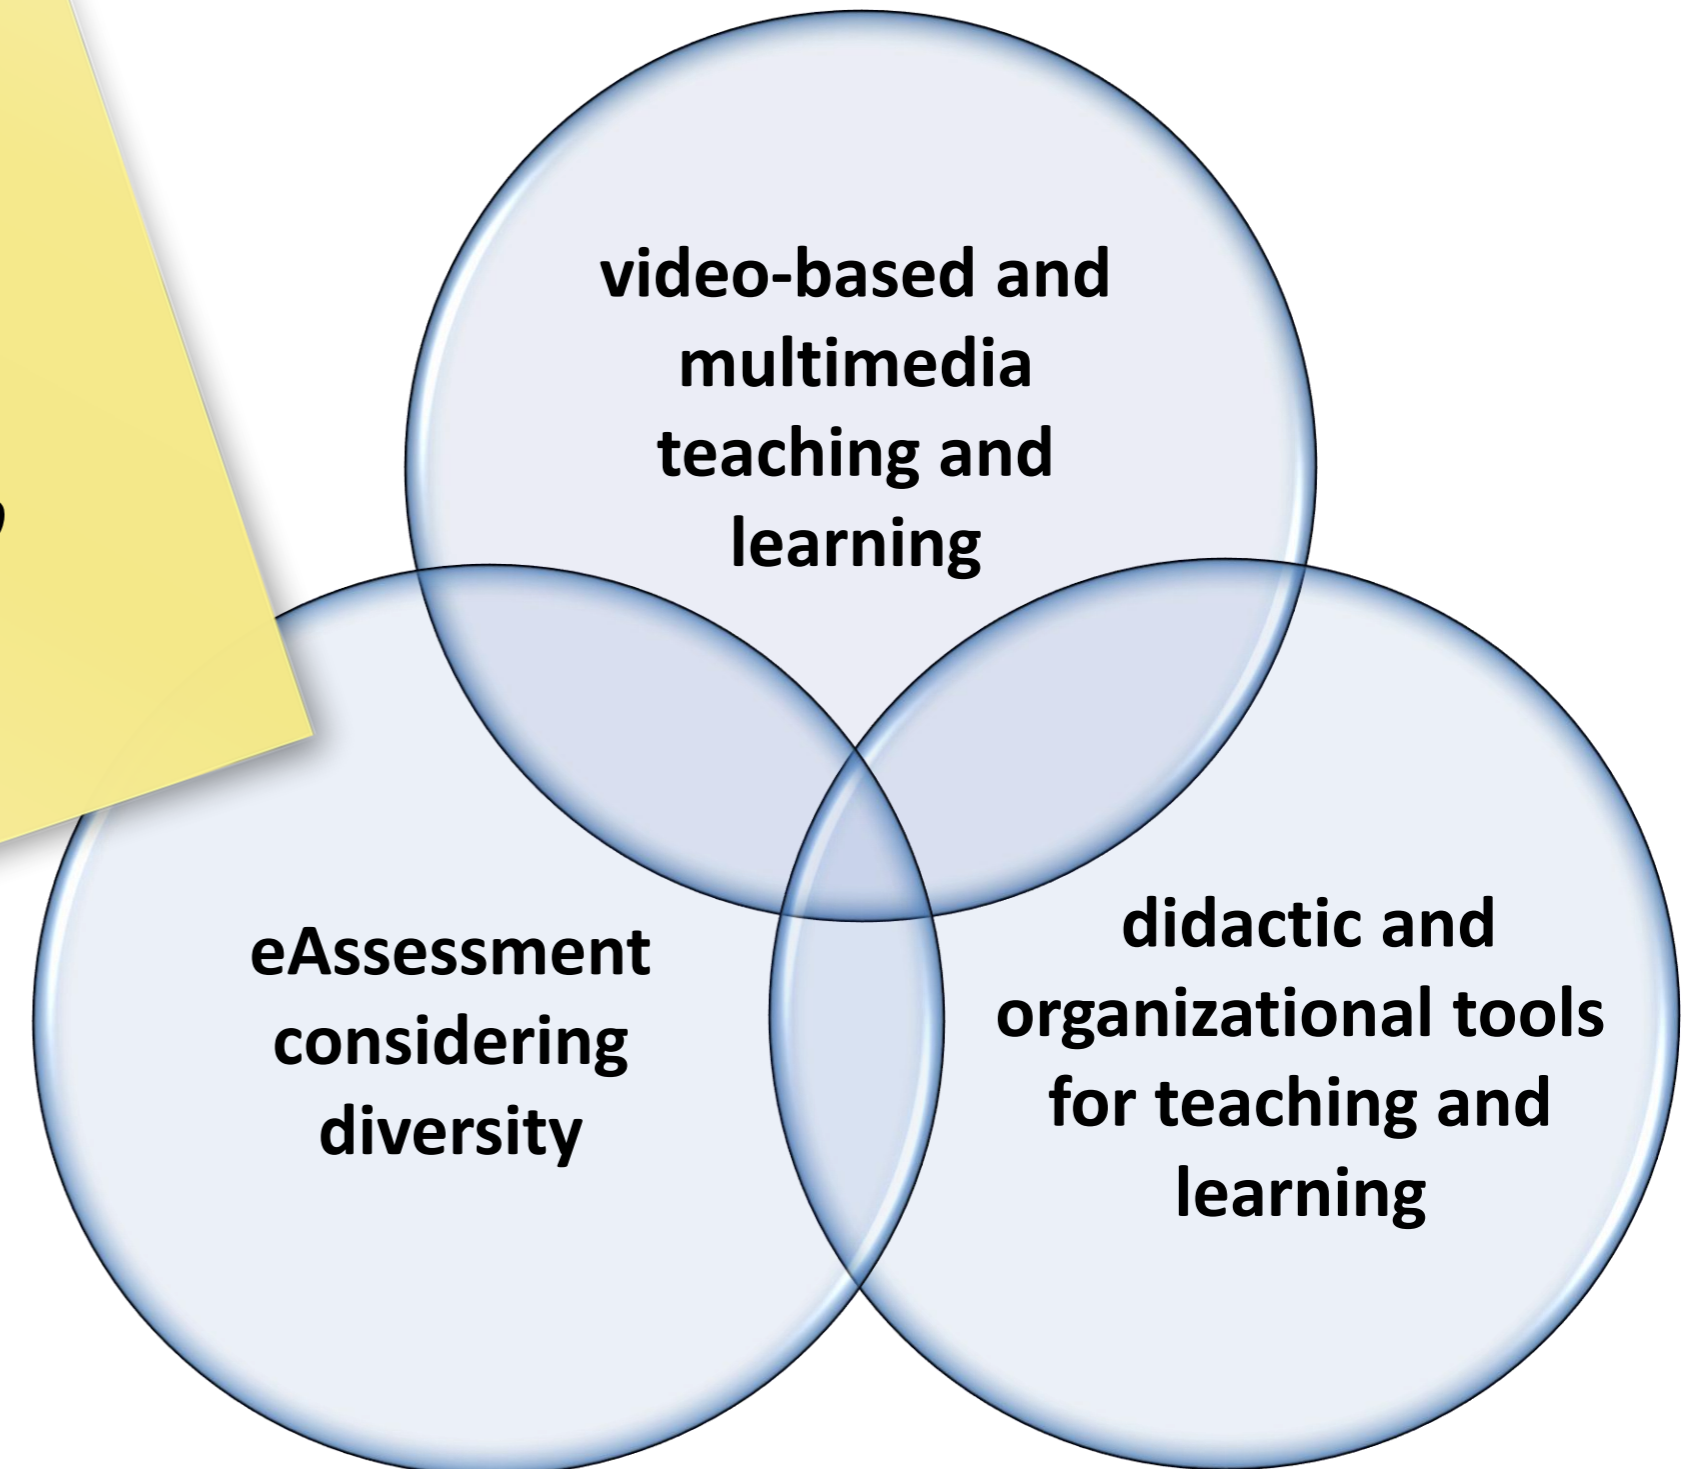 video-based and
multimedia
teaching and
learning
eAssessment
considering
diversity
didactic and
organizational tools
for teaching and
learning